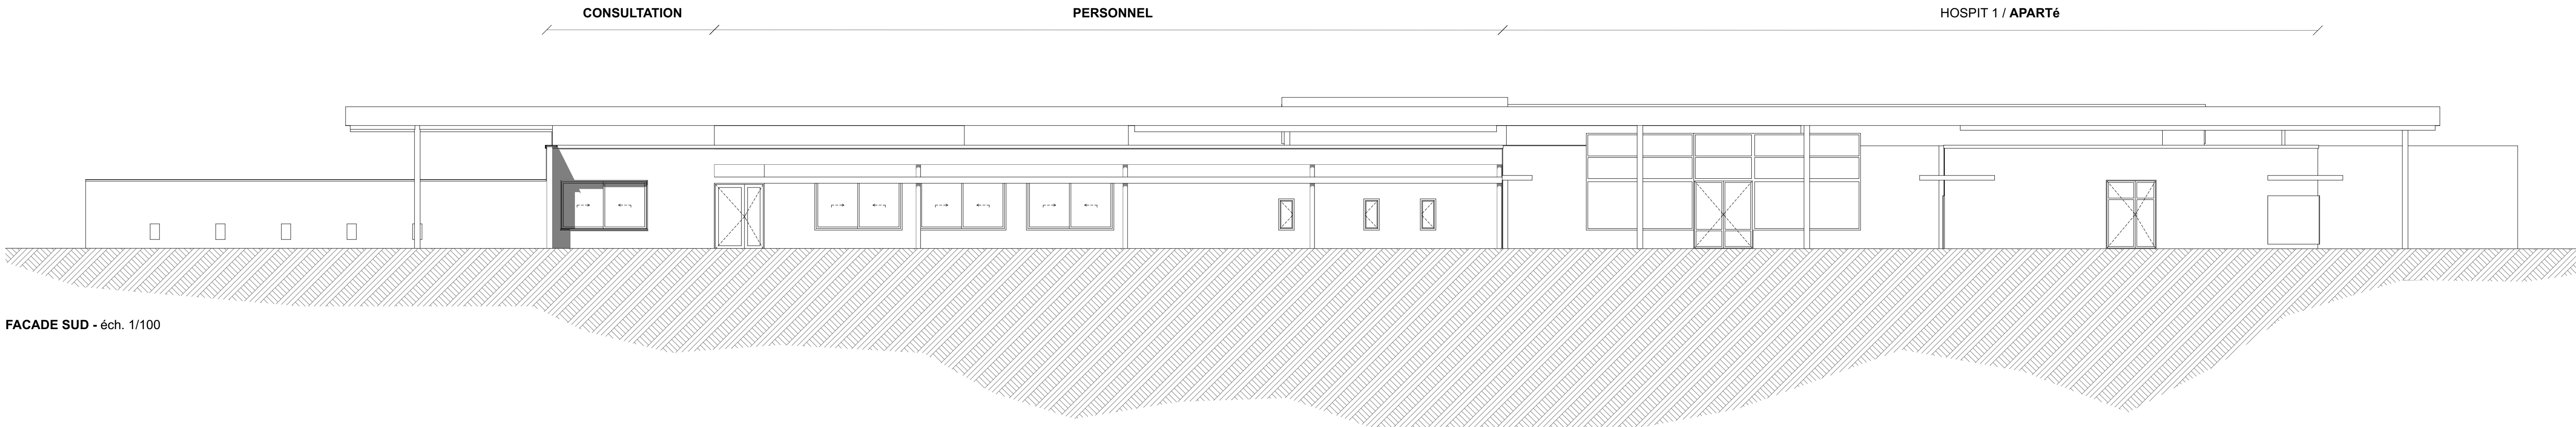 CONSULTATION
PERSONNEL
HOSPIT 1 / APARTé
FACADE SUD - éch. 1/100